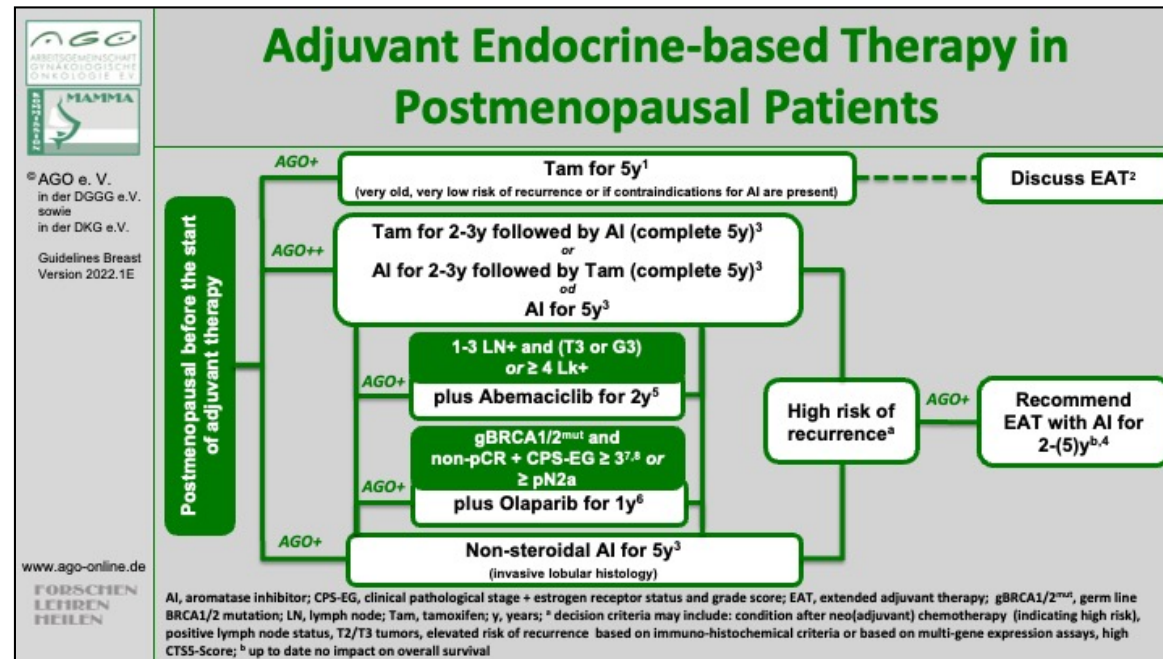 AGO
ARBEITSGEMEINSCHAFT
GYNÄKOLOGISCHE
ONKOLOGIE E.V.
MAMMA
© AGO e. V.
in der DGGG e.V.
sowie
in der DKG e.V.
Guidelines Breast
Version 2022.1E
www.ago-online.de
FORSCHEN
LEHREN
HEILEN
Adjuvant Endocrine-based Therapy in
Postmenopausal Patients
Postmenopausal before the start
of adjuvant therapy
AGO+
Tam for 5y¹
(very old, very low risk of recurrence or if contraindications for AI are present)
Discuss EAT²
AGO++
Tam for 2-3y followed by AI (complete 5y)³
or
AI for 2-3y followed by Tam (complete 5y)³
od
AI for 5y³
1-3 LN+ and (T3 or G3)
or ≥ 4 Lk+
AGO+
plus Abemaciclib for 2y⁵
gBRCA1/2ᵐᵘᵗ and
non-pCR + CPS-EG ≥ 3⁷,⁸ or
≥ pN2a
AGO+
plus Olaparib for 1y⁶
AGO+
Non-steroidal AI for 5y³
(invasive lobular histology)
High risk of
recurrenceᵃ
AGO+
Recommend
EAT with AI for
2-(5)yᵇ,⁴
AI, aromatase inhibitor; CPS-EG, clinical pathological stage + estrogen receptor status and grade score; EAT, extended adjuvant therapy; gBRCA1/2ᵐᵘᵗ, germ line
BRCA1/2 mutation; LN, lymph node; Tam, tamoxifen; y, years; ᵃ decision criteria may include: condition after neo(adjuvant) chemotherapy (indicating high risk),
positive lymph node status, T2/T3 tumors, elevated risk of recurrence based on immuno-histochemical criteria or based on multi-gene expression assays, high
CTS5-Score; ᵇ up to date no impact on overall survival